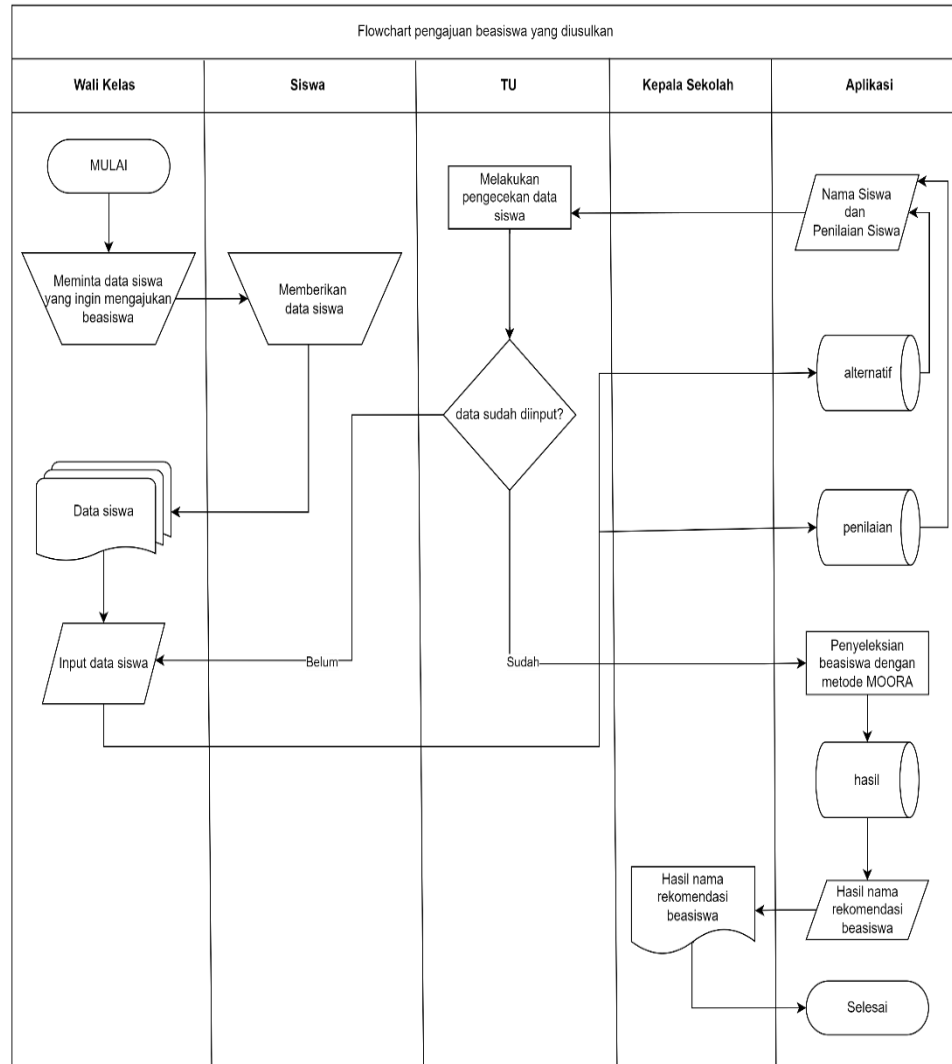 Flowchart pengajuan beasiswa yang diusulkan
Wali Kelas
Siswa
TU
Kepala Sekolah
Aplikasi
MULAI
Meminta data siswa
yang ingin mengajukan
beasiswa
Memberikan
data siswa
Melakukan
pengecekan data
siswa
Nama Siswa
dan
Penilaian Siswa
alternatif
data sudah diinput?
Data siswa
penilaian
Input data siswa
Belum
Sudah
Penyeleksian
beasiswa dengan
metode MOORA
hasil
Hasil nama
rekomendasi
beasiswa
Hasil nama
rekomendasi
beasiswa
Selesai